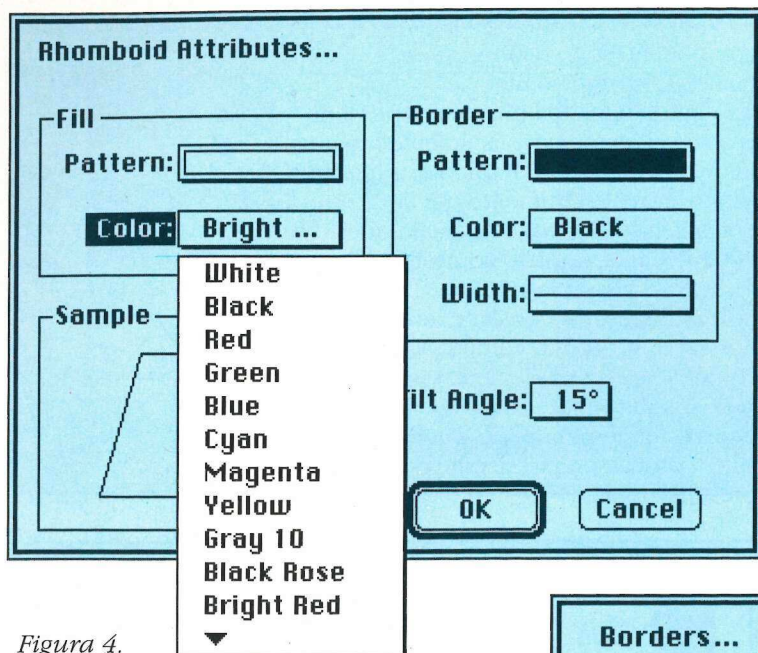 Rhomboid Attributes...
Fill
Pattern:
Color: Bright ...
White
Black
Red
Green
Blue
Cyan
Magenta
Yellow
Gray 10
Black Rose
Bright Red
Sample
Border
Pattern:
Color: Black
Width:
ilt Angle: 15°
OK
Cancel
Figura 4.
Borders...